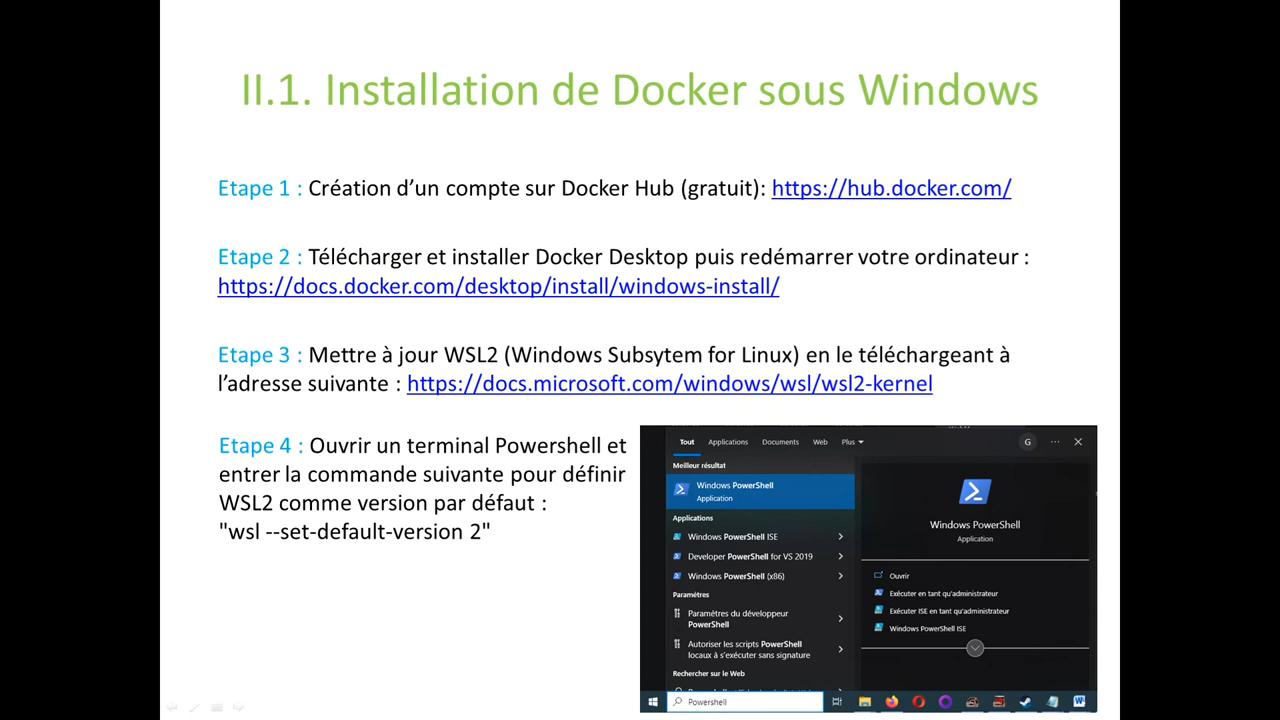 II.1. Installation de Docker sous Windows
Etape 1 : Création d’un compte sur Docker Hub (gratuit): https://hub.docker.com/
Etape 2 : Télécharger et installer Docker Desktop puis redémarrer votre ordinateur :
https://docs.docker.com/desktop/install/windows-install/
Etape 3 : Mettre à jour WSL2 (Windows Subsytem for Linux) en le téléchargeant à
l’adresse suivante : https://docs.microsoft.com/windows/wsl/wsl2-kernel
Etape 4 : Ouvrir un terminal Powershell et
entrer la commande suivante pour définir
WSL2 comme version par défaut :
"wsl --set-default-version 2"
Tout Applications Documents Web Plus
G
Meilleur résultat
Windows PowerShell
Application
Applications
Windows PowerShell ISE
Developer PowerShell for VS 2019
Windows PowerShell (x86)
Paramètres
Paramètres du développeur
PowerShell
Autoriser les scripts PowerShell
locaux à s'exécuter sans signature
Rechercher sur le Web
Powershell
Windows PowerShell
Application
Ouvrir
Exécuter en tant qu'administrateur
Exécuter ISE en tant qu'administrateur
Windows PowerShell ISE